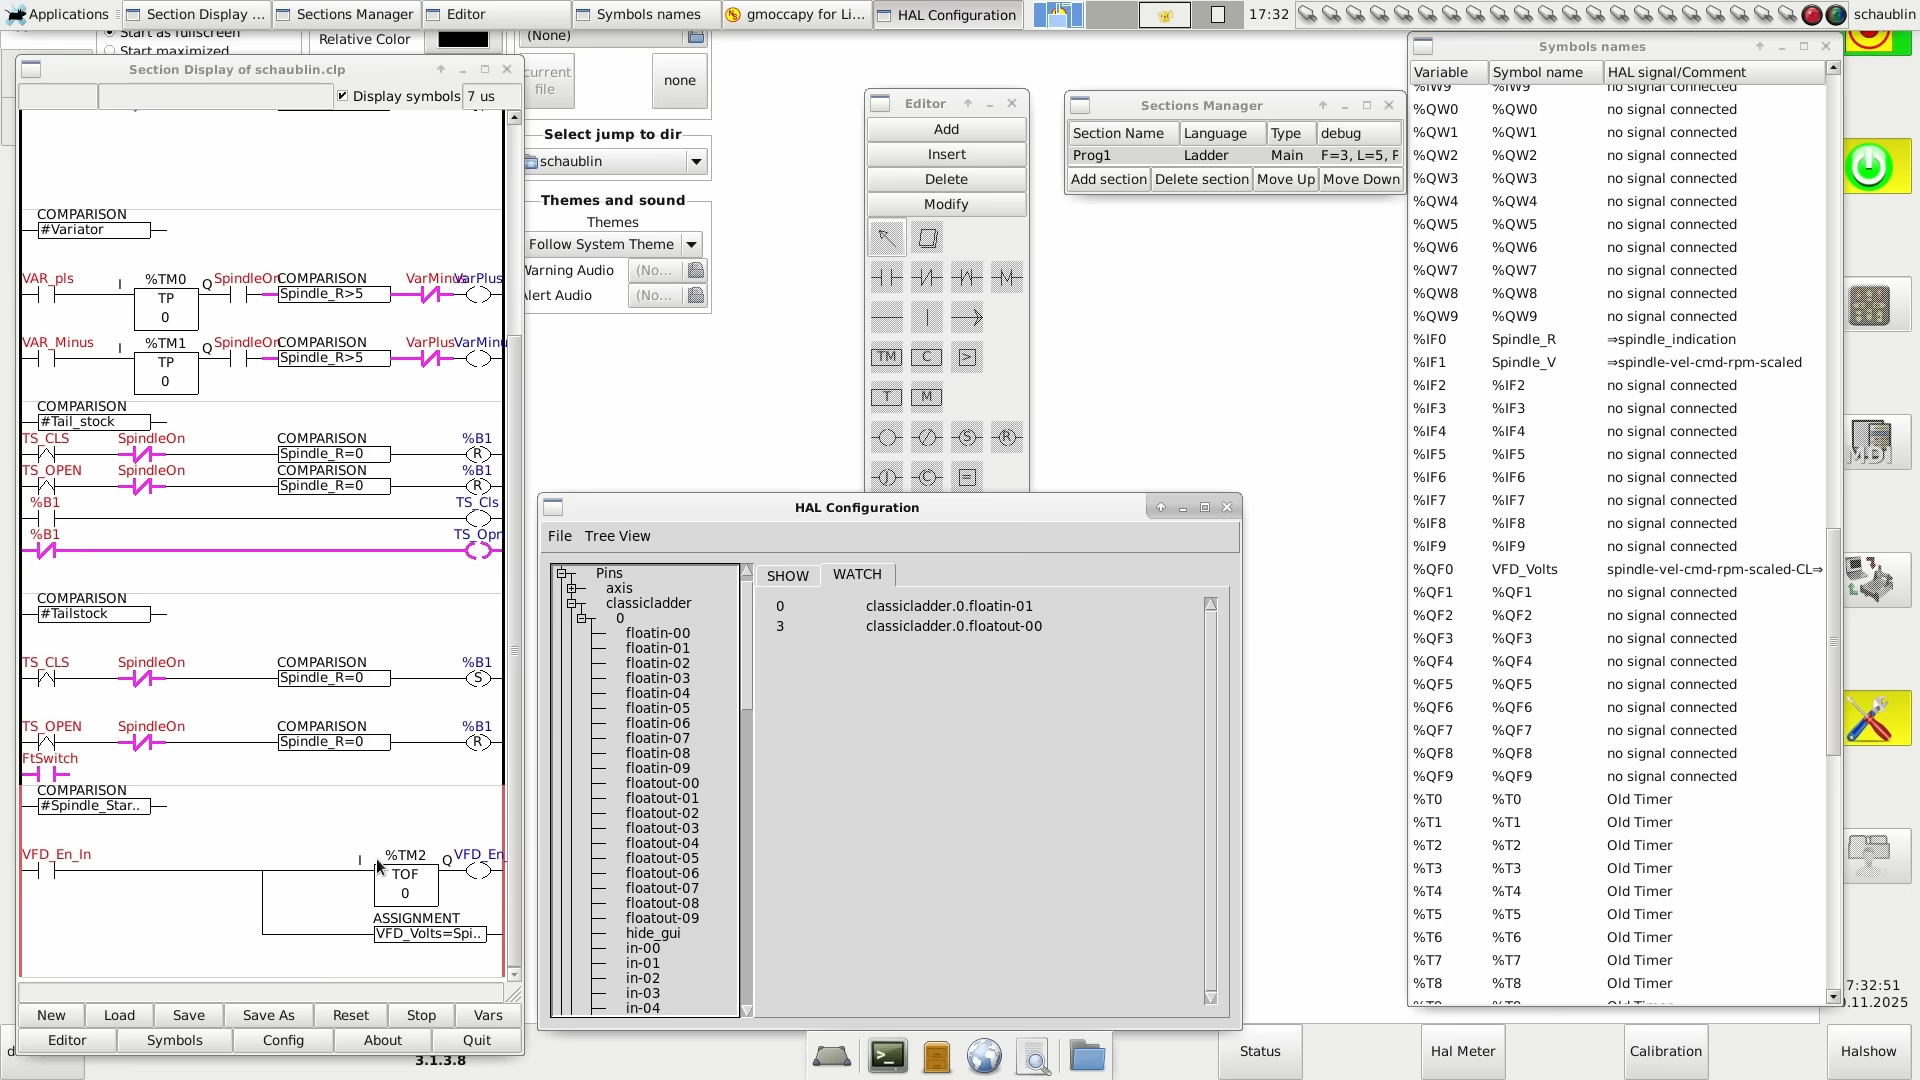 Applications
Section Display ...
Sections Manager
Editor
Symbols names
gmoccapy for Li...
HAL Configuration
17:32
schaublin
Start as fullscreen
Start maximized
Relative Color
(None)
current
file
none
Select jump to dir
schaublin
Themes and sound
Themes
Follow System Theme
Warning Audio
(No...
Alert Audio
(No...
Section Display of schaublin.clp
Display symbols
7 us
COMPARISON
#Variator
VAR_pls
I
%TM0
Q
SpindleOn
COMPARISON
VarMinus
VarPlus
TP
Spindle_R>5
0
VAR_Minus
I
%TM1
Q
SpindleOn
COMPARISON
VarPlus
VarMinu
TP
Spindle_R>5
0
COMPARISON
#Tail_stock
TS_CLS
SpindleOn
COMPARISON
%B1
Spindle_R=0
R
TS_OPEN
SpindleOn
COMPARISON
%B1
Spindle_R=0
R
%B1
TS_Cls
%B1
TS_Opr
COMPARISON
#Tailstock
TS_CLS
SpindleOn
COMPARISON
%B1
Spindle_R=0
S
TS_OPEN
SpindleOn
COMPARISON
%B1
Spindle_R=0
R
FtSwitch
COMPARISON
#Spindle_Star..
VFD_En_In
I
%TM2
Q
VFD_En
TOF
0
ASSIGNMENT
VFD_Volts=Spi..
New
Load
Save
Save As
Reset
Stop
Vars
Editor
Symbols
Config
About
Quit
3.1.3.8
Editor
Add
Insert
Delete
Modify
M
TM
C
>
T
M
S
R
J
C
=
Sections Manager
Section Name
Language
Type
debug
Prog1
Ladder
Main
F=3, L=5, P
Add section
Delete section
Move Up
Move Down
HAL Configuration
File
Tree View
Pins
axis
classicladder
0
floatin-00
floatin-01
floatin-02
floatin-03
floatin-04
floatin-05
floatin-06
floatin-07
floatin-08
floatin-09
floatout-00
floatout-01
floatout-02
floatout-03
floatout-04
floatout-05
floatout-06
floatout-07
floatout-08
floatout-09
hide_gui
in-00
in-01
in-02
in-03
in-04
SHOW
WATCH
0 classicladder.0.floatin-01
3 classicladder.0.floatout-00
Symbols names
Variable Symbol name HAL signal/Comment
%IW9 %IW9 no signal connected
%QW0 %QW0 no signal connected
%QW1 %QW1 no signal connected
%QW2 %QW2 no signal connected
%QW3 %QW3 no signal connected
%QW4 %QW4 no signal connected
%QW5 %QW5 no signal connected
%QW6 %QW6 no signal connected
%QW7 %QW7 no signal connected
%QW8 %QW8 no signal connected
%QW9 %QW9 no signal connected
%IF0 Spindle_R ⇒spindle_indication
%IF1 Spindle_V ⇒spindle-vel-cmd-rpm-scaled
%IF2 %IF2 no signal connected
%IF3 %IF3 no signal connected
%IF4 %IF4 no signal connected
%IF5 %IF5 no signal connected
%IF6 %IF6 no signal connected
%IF7 %IF7 no signal connected
%IF8 %IF8 no signal connected
%IF9 %IF9 no signal connected
%QF0 VFD_Volts spindle-vel-cmd-rpm-scaled-CL⇒
%QF1 %QF1 no signal connected
%QF2 %QF2 no signal connected
%QF3 %QF3 no signal connected
%QF4 %QF4 no signal connected
%QF5 %QF5 no signal connected
%QF6 %QF6 no signal connected
%QF7 %QF7 no signal connected
%QF8 %QF8 no signal connected
%QF9 %QF9 no signal connected
%T0 %T0 Old Timer
%T1 %T1 Old Timer
%T2 %T2 Old Timer
%T3 %T3 Old Timer
%T4 %T4 Old Timer
%T5 %T5 Old Timer
%T6 %T6 Old Timer
%T7 %T7 Old Timer
%T8 %T8 Old Timer
MDI
7:32:51
.11.2025
Status
Hal Meter
Calibration
Halshow